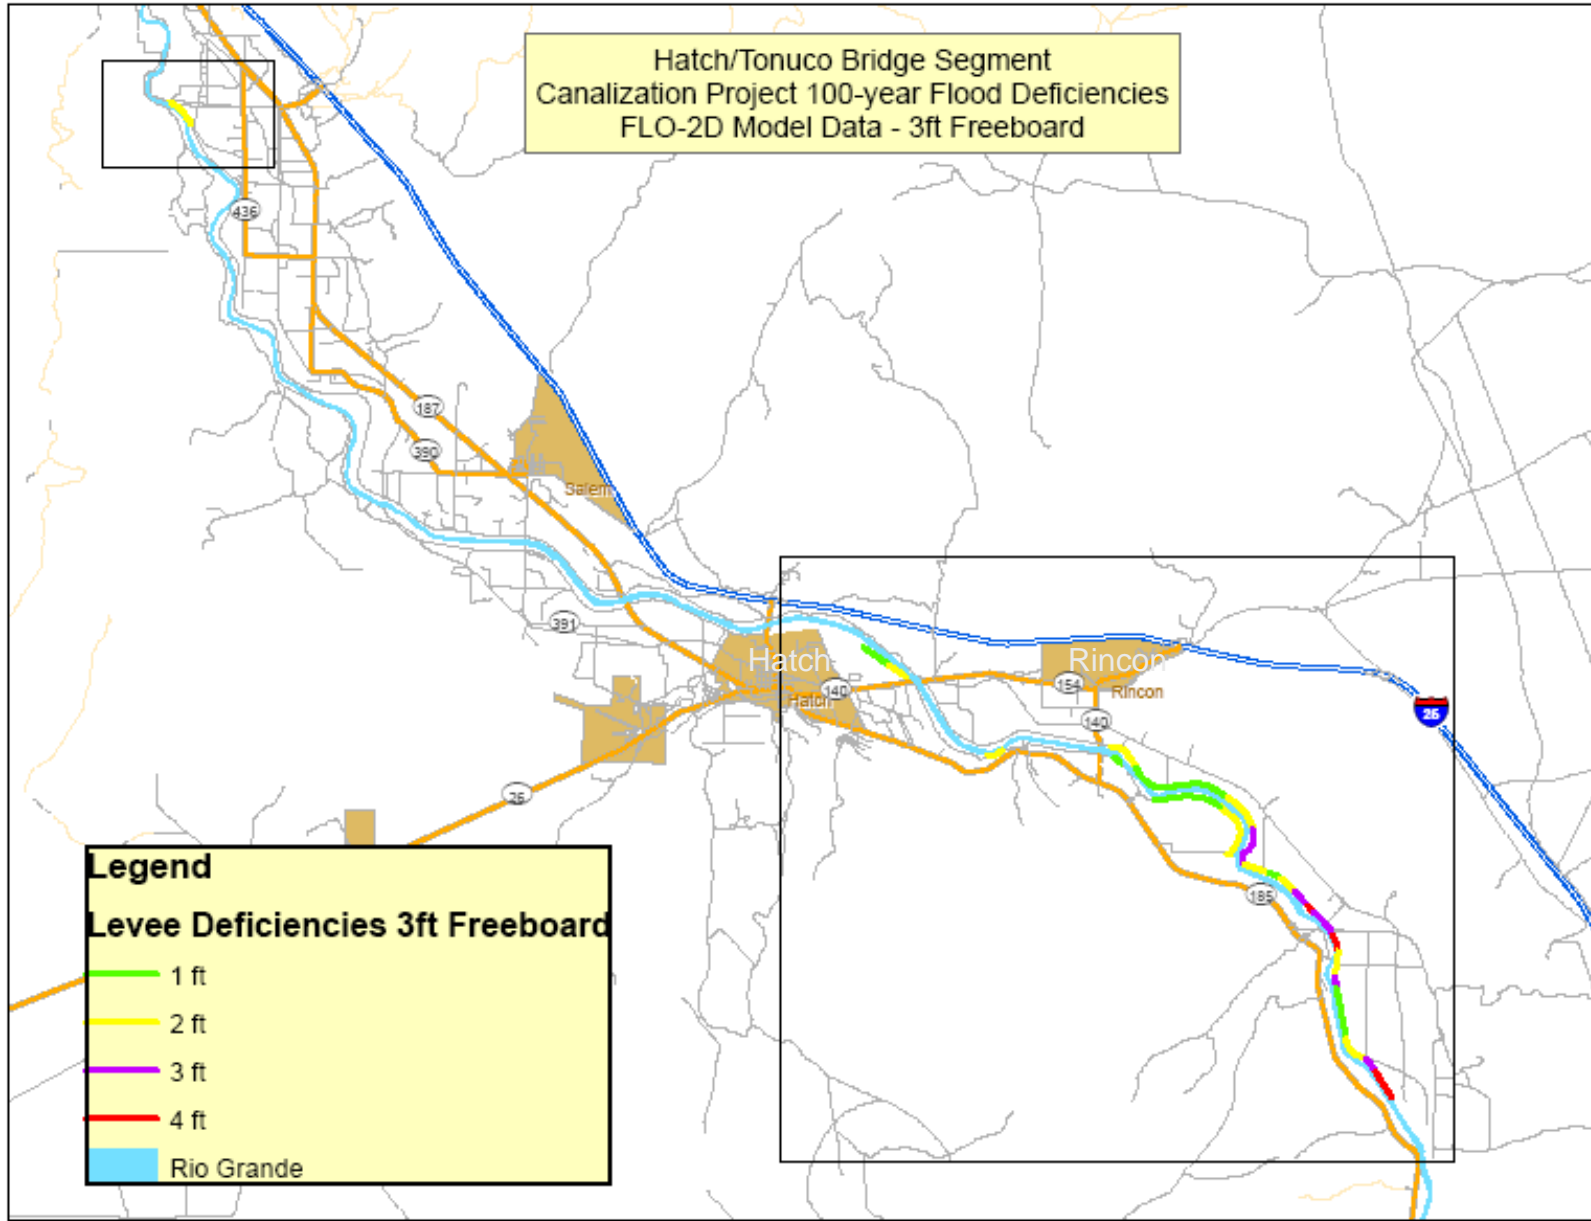 Hatch/Tonuco Bridge Segment
Canalization Project 100-year Flood Deficiencies
FLO-2D Model Data - 3ft Freeboard
436
187
390
Salem
391
Hatch
Rincon
154
Rincon
140
Hatch
140
25
26
185
Legend
Levee Deficiencies 3ft Freeboard
1 ft
2 ft
3 ft
4 ft
Rio Grande